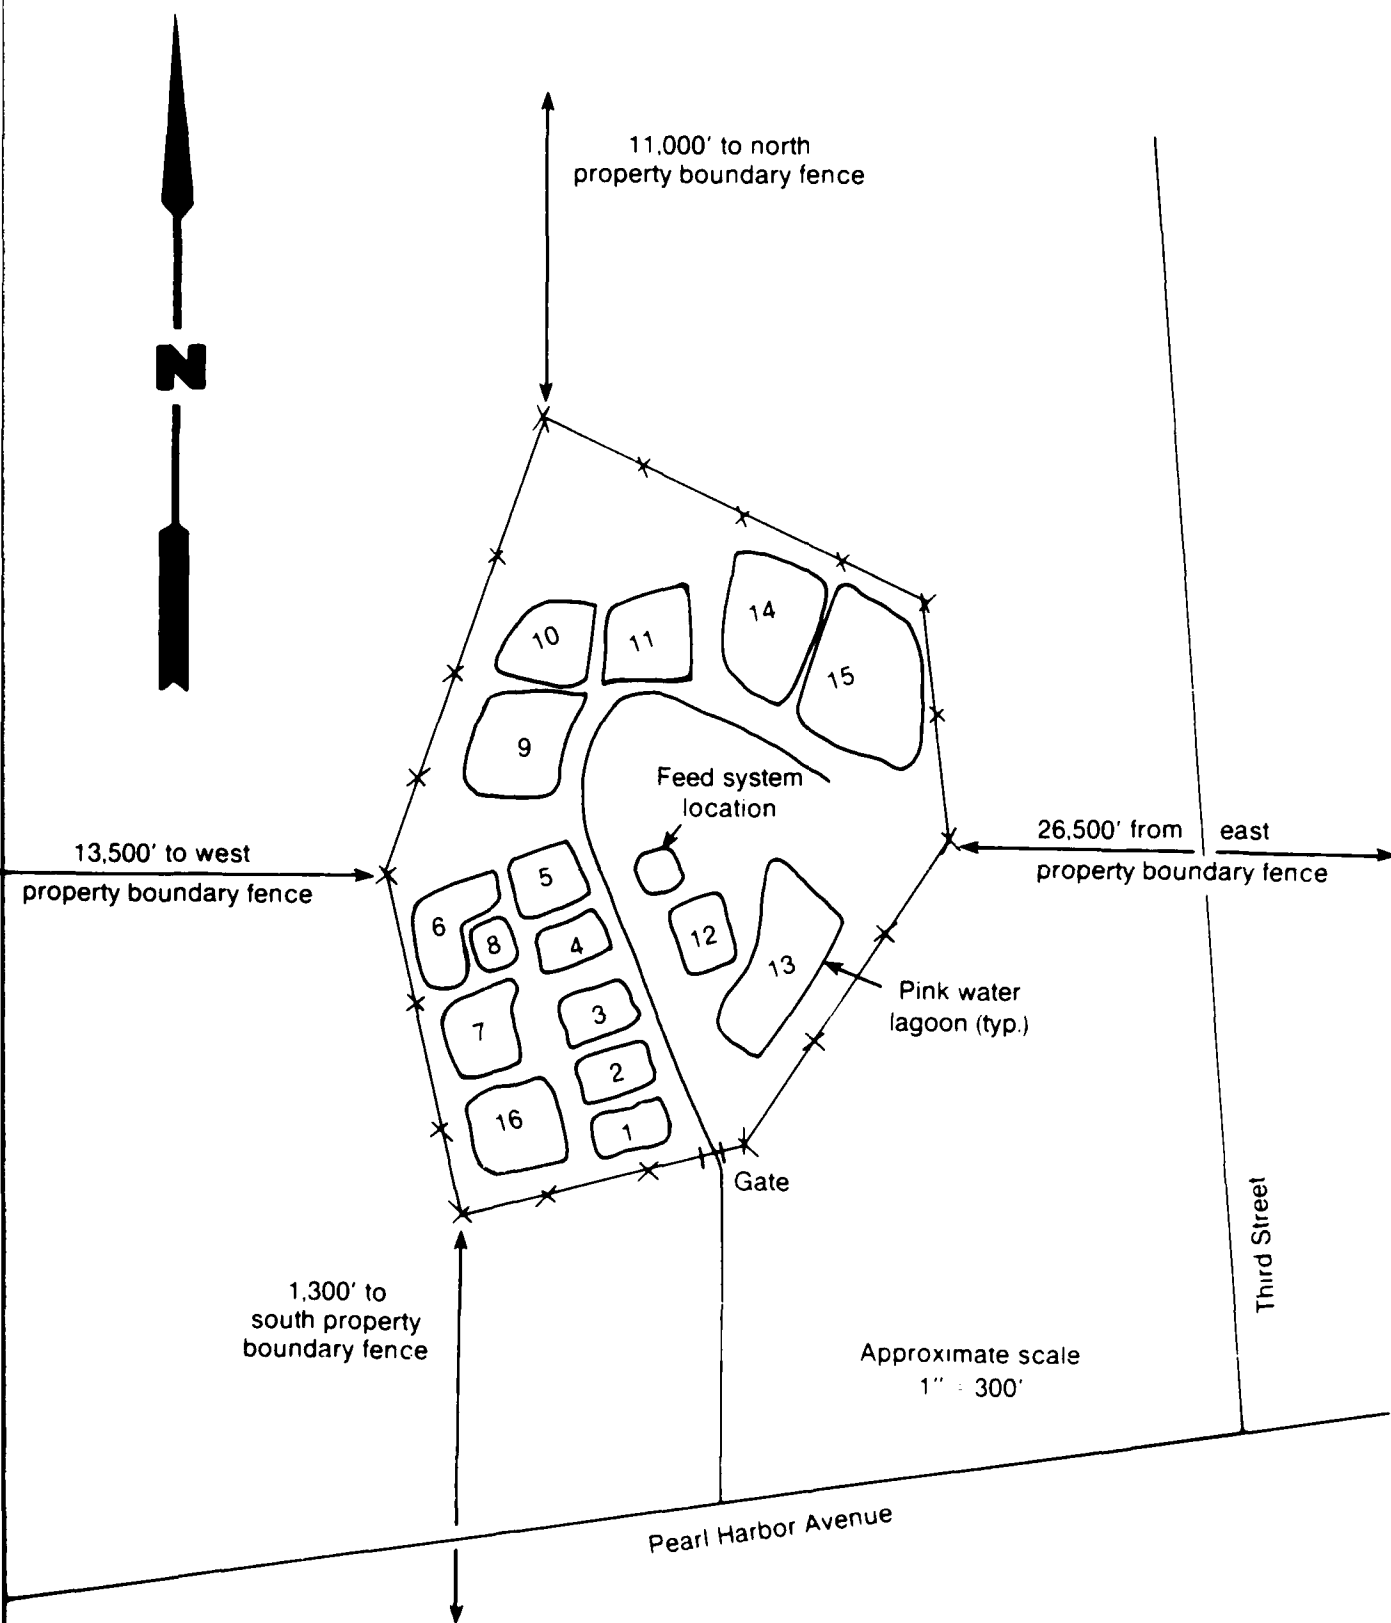 11,000' to north
property boundary fence
N
14
10
11
15
9
Feed system
location
26,500' from east
property boundary fence
13,500' to west
property boundary fence
5
6
8
4
12
13
Pink water
lagoon (typ.)
3
7
2
16
1
Gate
Third Street
1,300' to
south property
boundary fence
Approximate scale
1" = 300'
Pearl Harbor Avenue